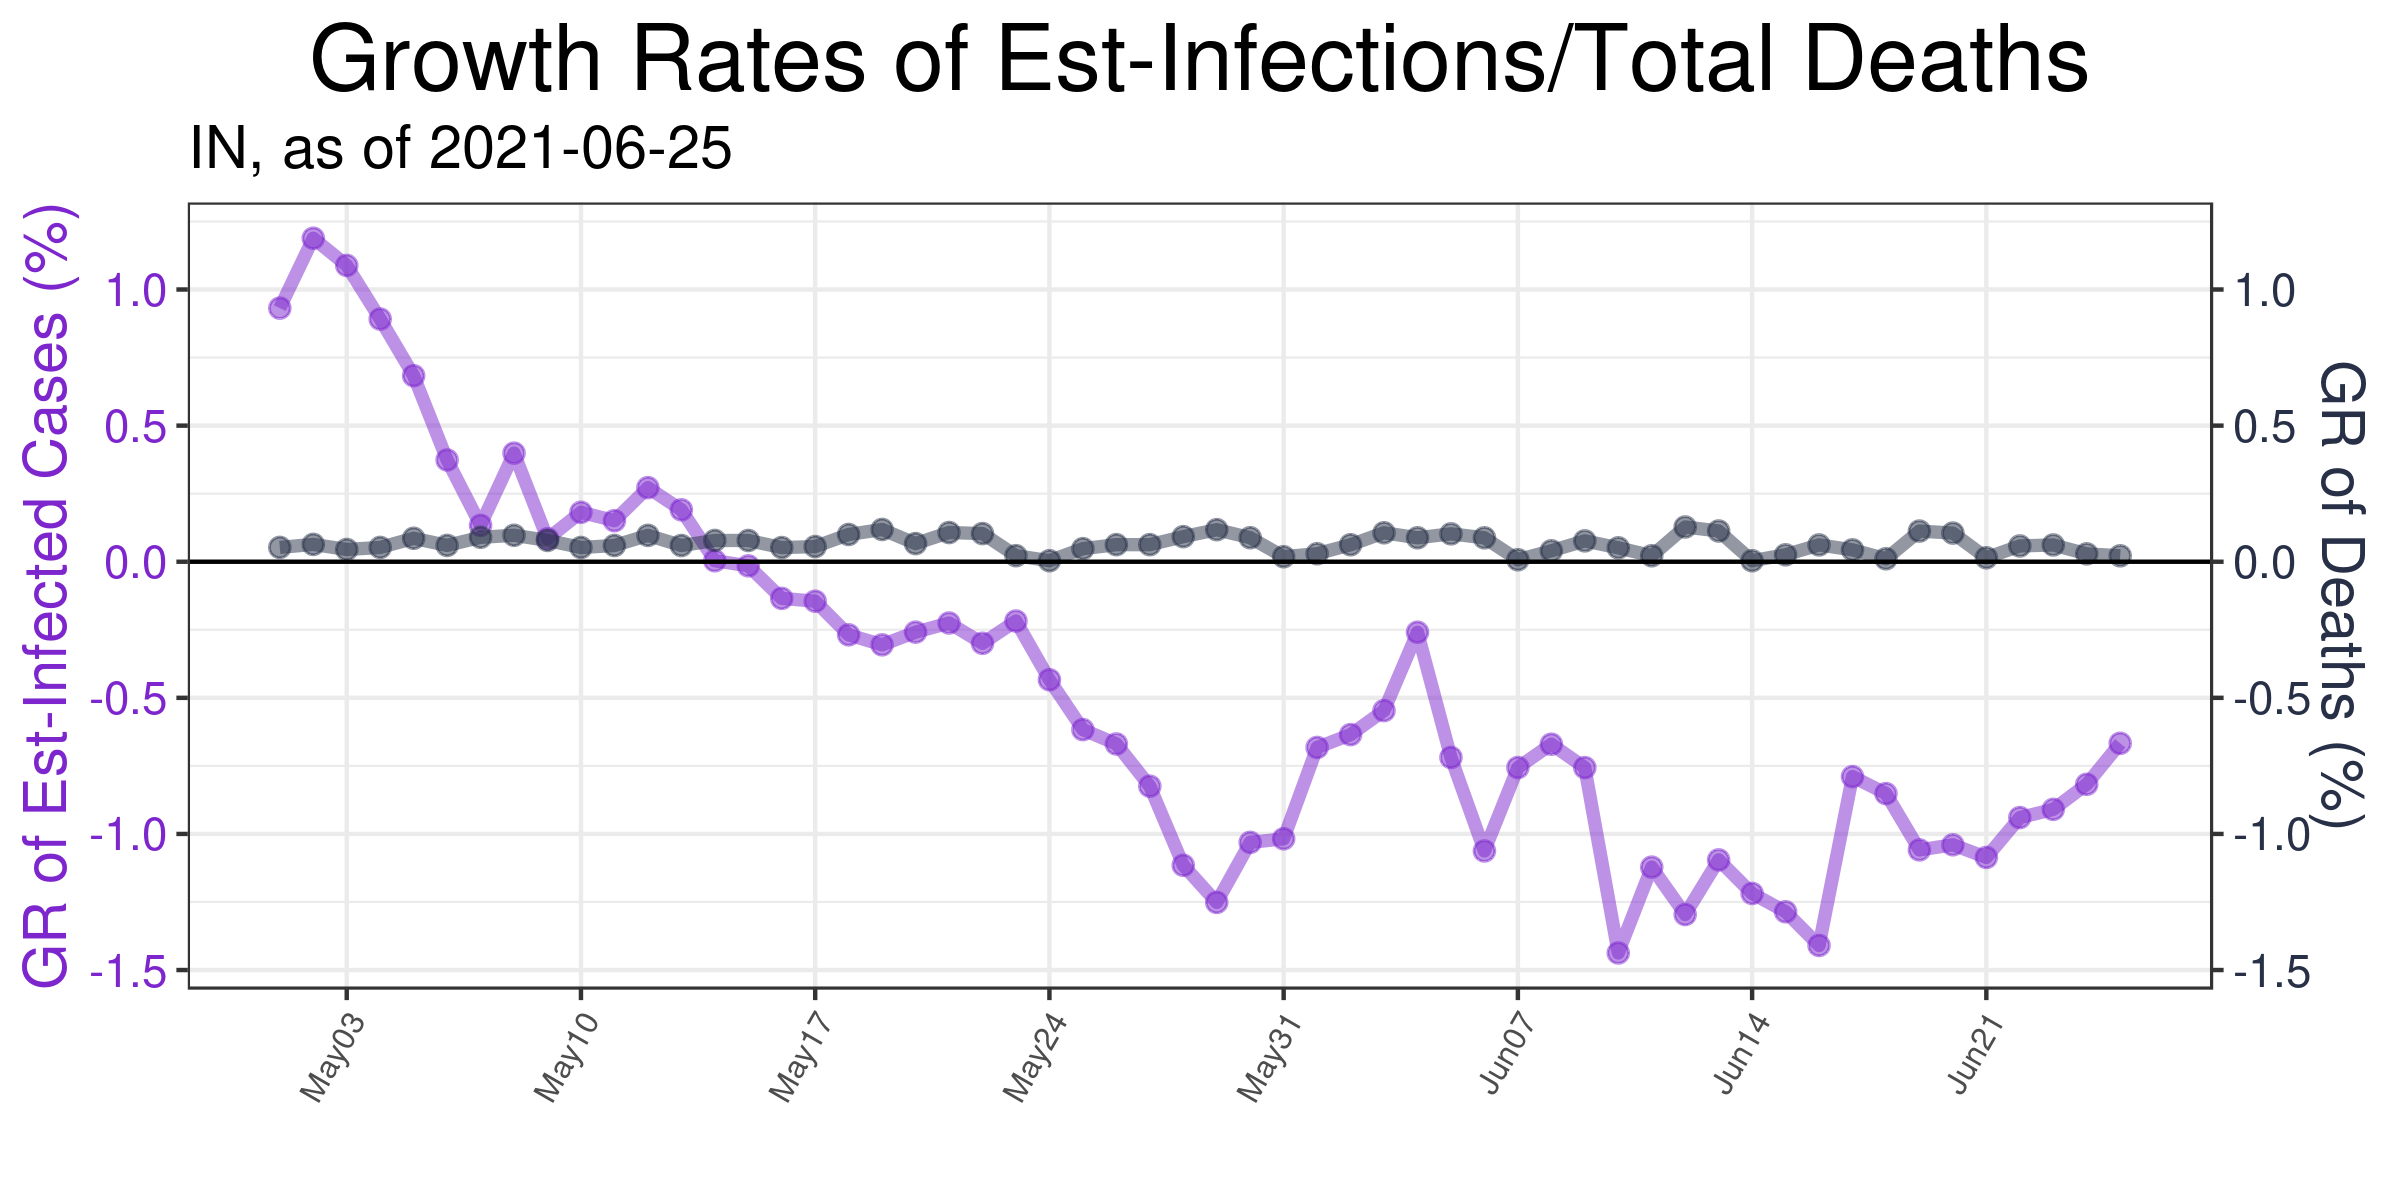 Growth Rates of Est-Infections/Total Deaths
IN, as of 2021-06-25
GR of Est-Infected Cases (%)
1.0
0.5
0.0
-0.5
-1.0
-1.5
1.0
0.5
0.0
-0.5
-1.0
-1.5
GR of Deaths (%)
May03
May10
May17
May24
May31
Jun07
Jun14
Jun21